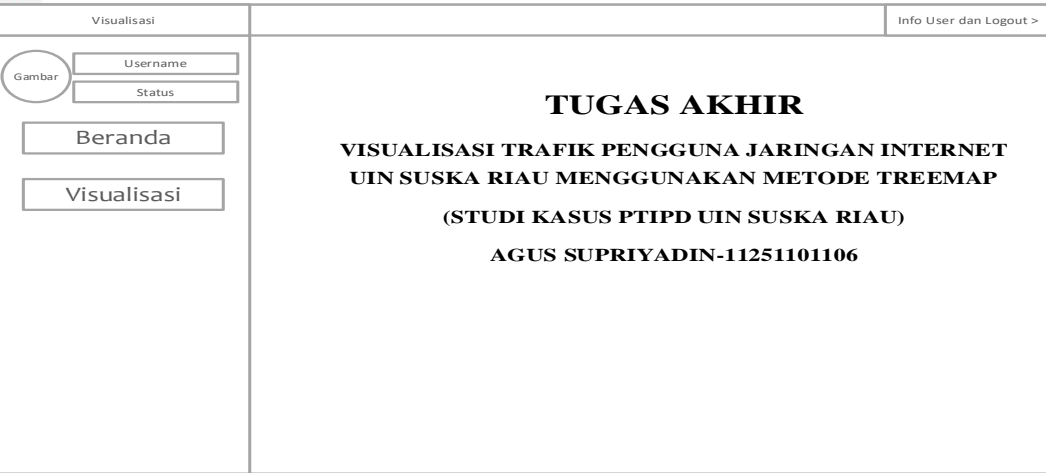 Visualisasi
Info User dan Logout >
Gambar
Username
Status
Beranda
Visualisasi
TUGAS AKHIR
VISUALISASI TRAFIK PENGGUNA JARINGAN INTERNET
UIN SUSKA RIAU MENGGUNAKAN METODE TREEMAP
(STUDI KASUS PTIPD UIN SUSKA RIAU)
AGUS SUPRIYADIN-11251101106